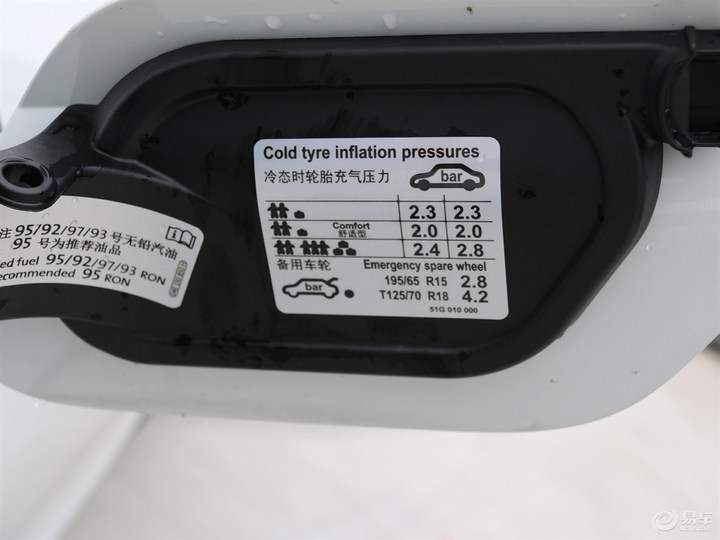 Cold tyre inflation pressures
冷态时轮胎充气压力
bar
2.3 2.3
Comfort
舒适型
2.0 2.0
2.4 2.8
备用车轮 Emergency spare wheel
bar
195/65 R15 2.8
T125/70 R18 4.2
51G 010 000
注 95/92/97/93 号无铅汽油
95 号为推荐油品
fuel 95/92/97/93 RON
ecommended 95 RON
易车